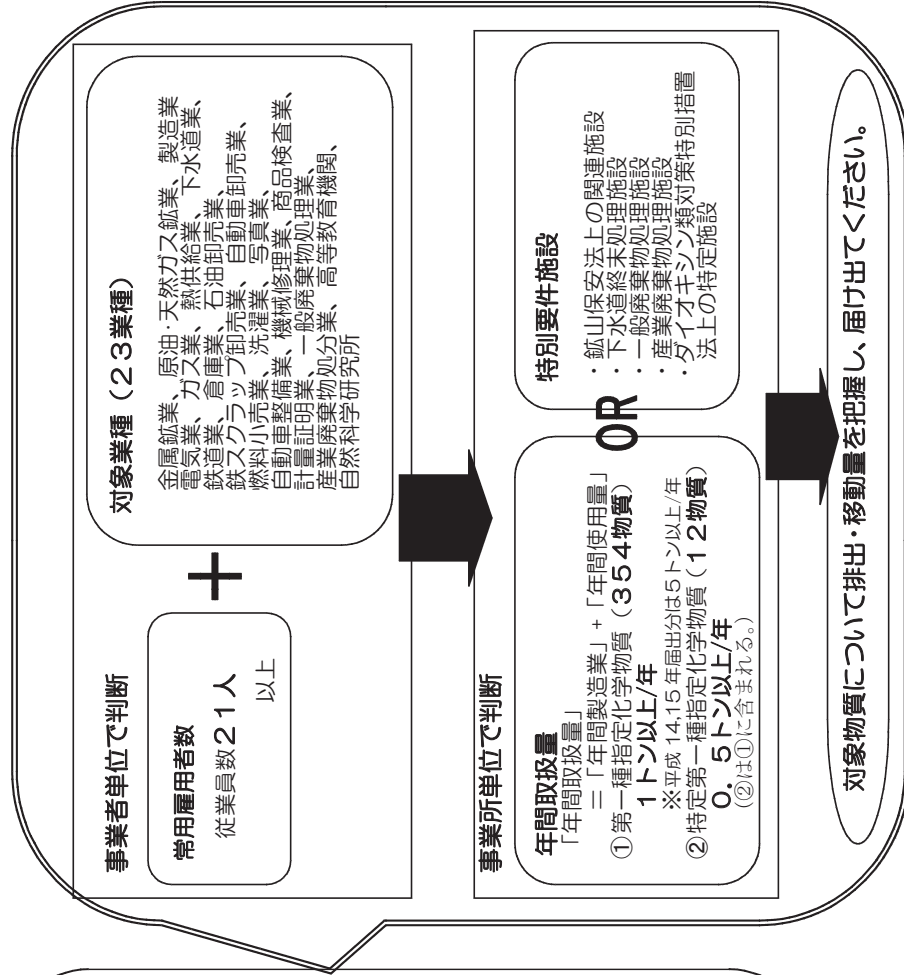 事業者単位で判断
常用雇用者数
従業員数21人
以上
＋
対象業種（23業種）
金属鉱業、原油・天然ガス鉱業、製造業
電気業、ガス業、熱供給業、下水道業、
鉄道業、倉庫業、石油卸売業、
鉄スクラップ卸売業、自動車卸売業、
燃料小売業、洗濯業、写真業、
自動車整備業、機械修理業、商品検査業、
計量証明業、一般廃棄物処理業、
産業廃棄物処分業、高等教育機関、
自然科学研究所
事業所単位で判断
年間取扱量
「年間取扱量」
＝「年間製造業」+「年間使用量」
①第一種指定化学物質（354物質）
1トン以上/年
※平成14,15年届出分は5トン以上/年
②特定第一種指定化学物質（12物質）
0．5トン以上/年
（②は①に含まれる。）
OR
特別要件施設
・鉱山保安法上の関連施設
・下水道終末処理施設
・一般廃棄物処理施設
・産業廃棄物処理施設
・ダイオキシン類対策特別措置
法上の特定施設
対象物質について排出・移動量を把握し、届け出てください。